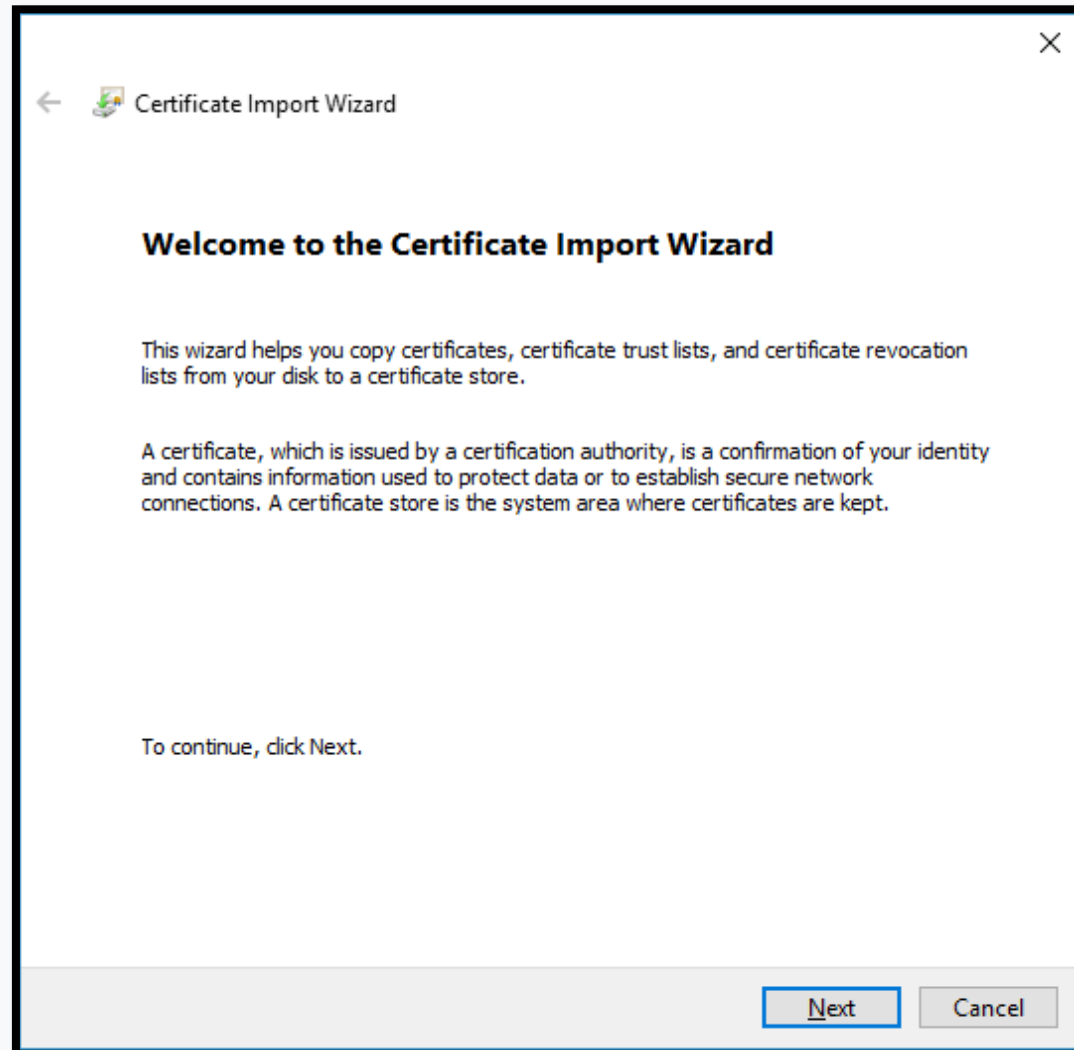 Certificate Import Wizard
Welcome to the Certificate Import Wizard
This wizard helps you copy certificates, certificate trust lists, and certificate revocation
lists from your disk to a certificate store.
A certificate, which is issued by a certification authority, is a confirmation of your identity
and contains information used to protect data or to establish secure network
connections. A certificate store is the system area where certificates are kept.
To continue, click Next.
Next
Cancel